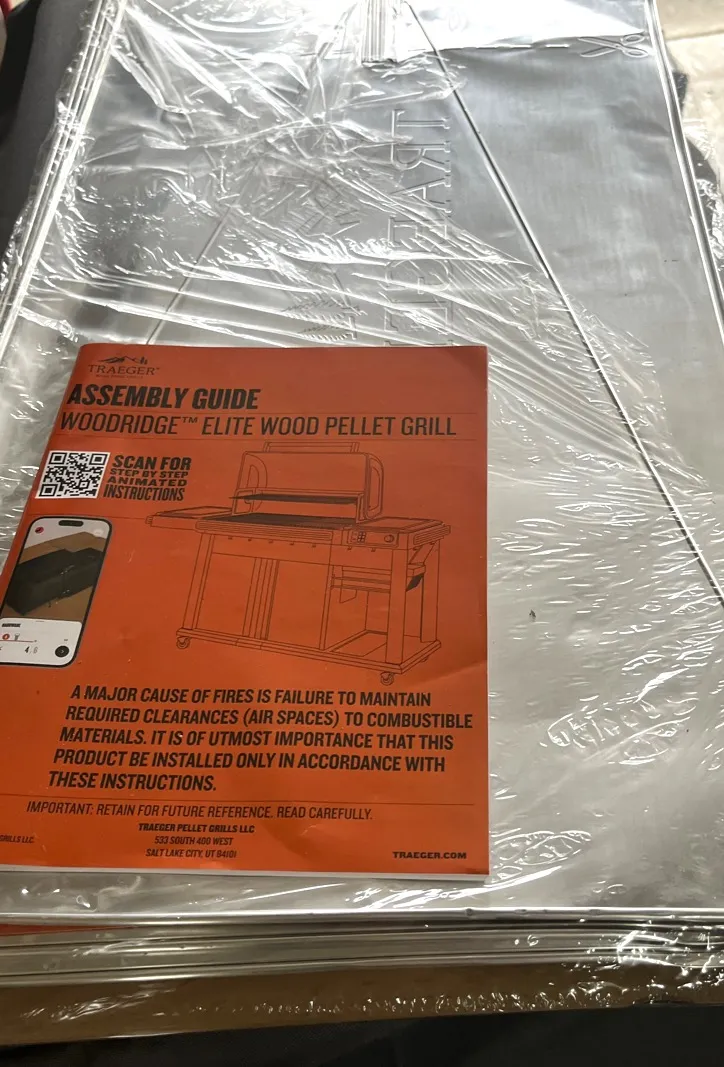 TRAEGER
TRAEGER®
ASSEMBLY GUIDE
WOODRIDGE™ ELITE WOOD PELLET GRILL
SCAN FOR
STEP BY STEP
ANIMATED
INSTRUCTIONS
A MAJOR CAUSE OF FIRES IS FAILURE TO MAINTAIN
REQUIRED CLEARANCES (AIR SPACES) TO COMBUSTIBLE
MATERIALS. IT IS OF UTMOST IMPORTANCE THAT THIS
PRODUCT BE INSTALLED ONLY IN ACCORDANCE WITH
THESE INSTRUCTIONS.
IMPORTANT: RETAIN FOR FUTURE REFERENCE. READ CAREFULLY.
TRAEGER PELLET GRILLS LLC
533 SOUTH 400 WEST
SALT LAKE CITY, UT 84101
GRILLS LLC.
TRAEGER.COM